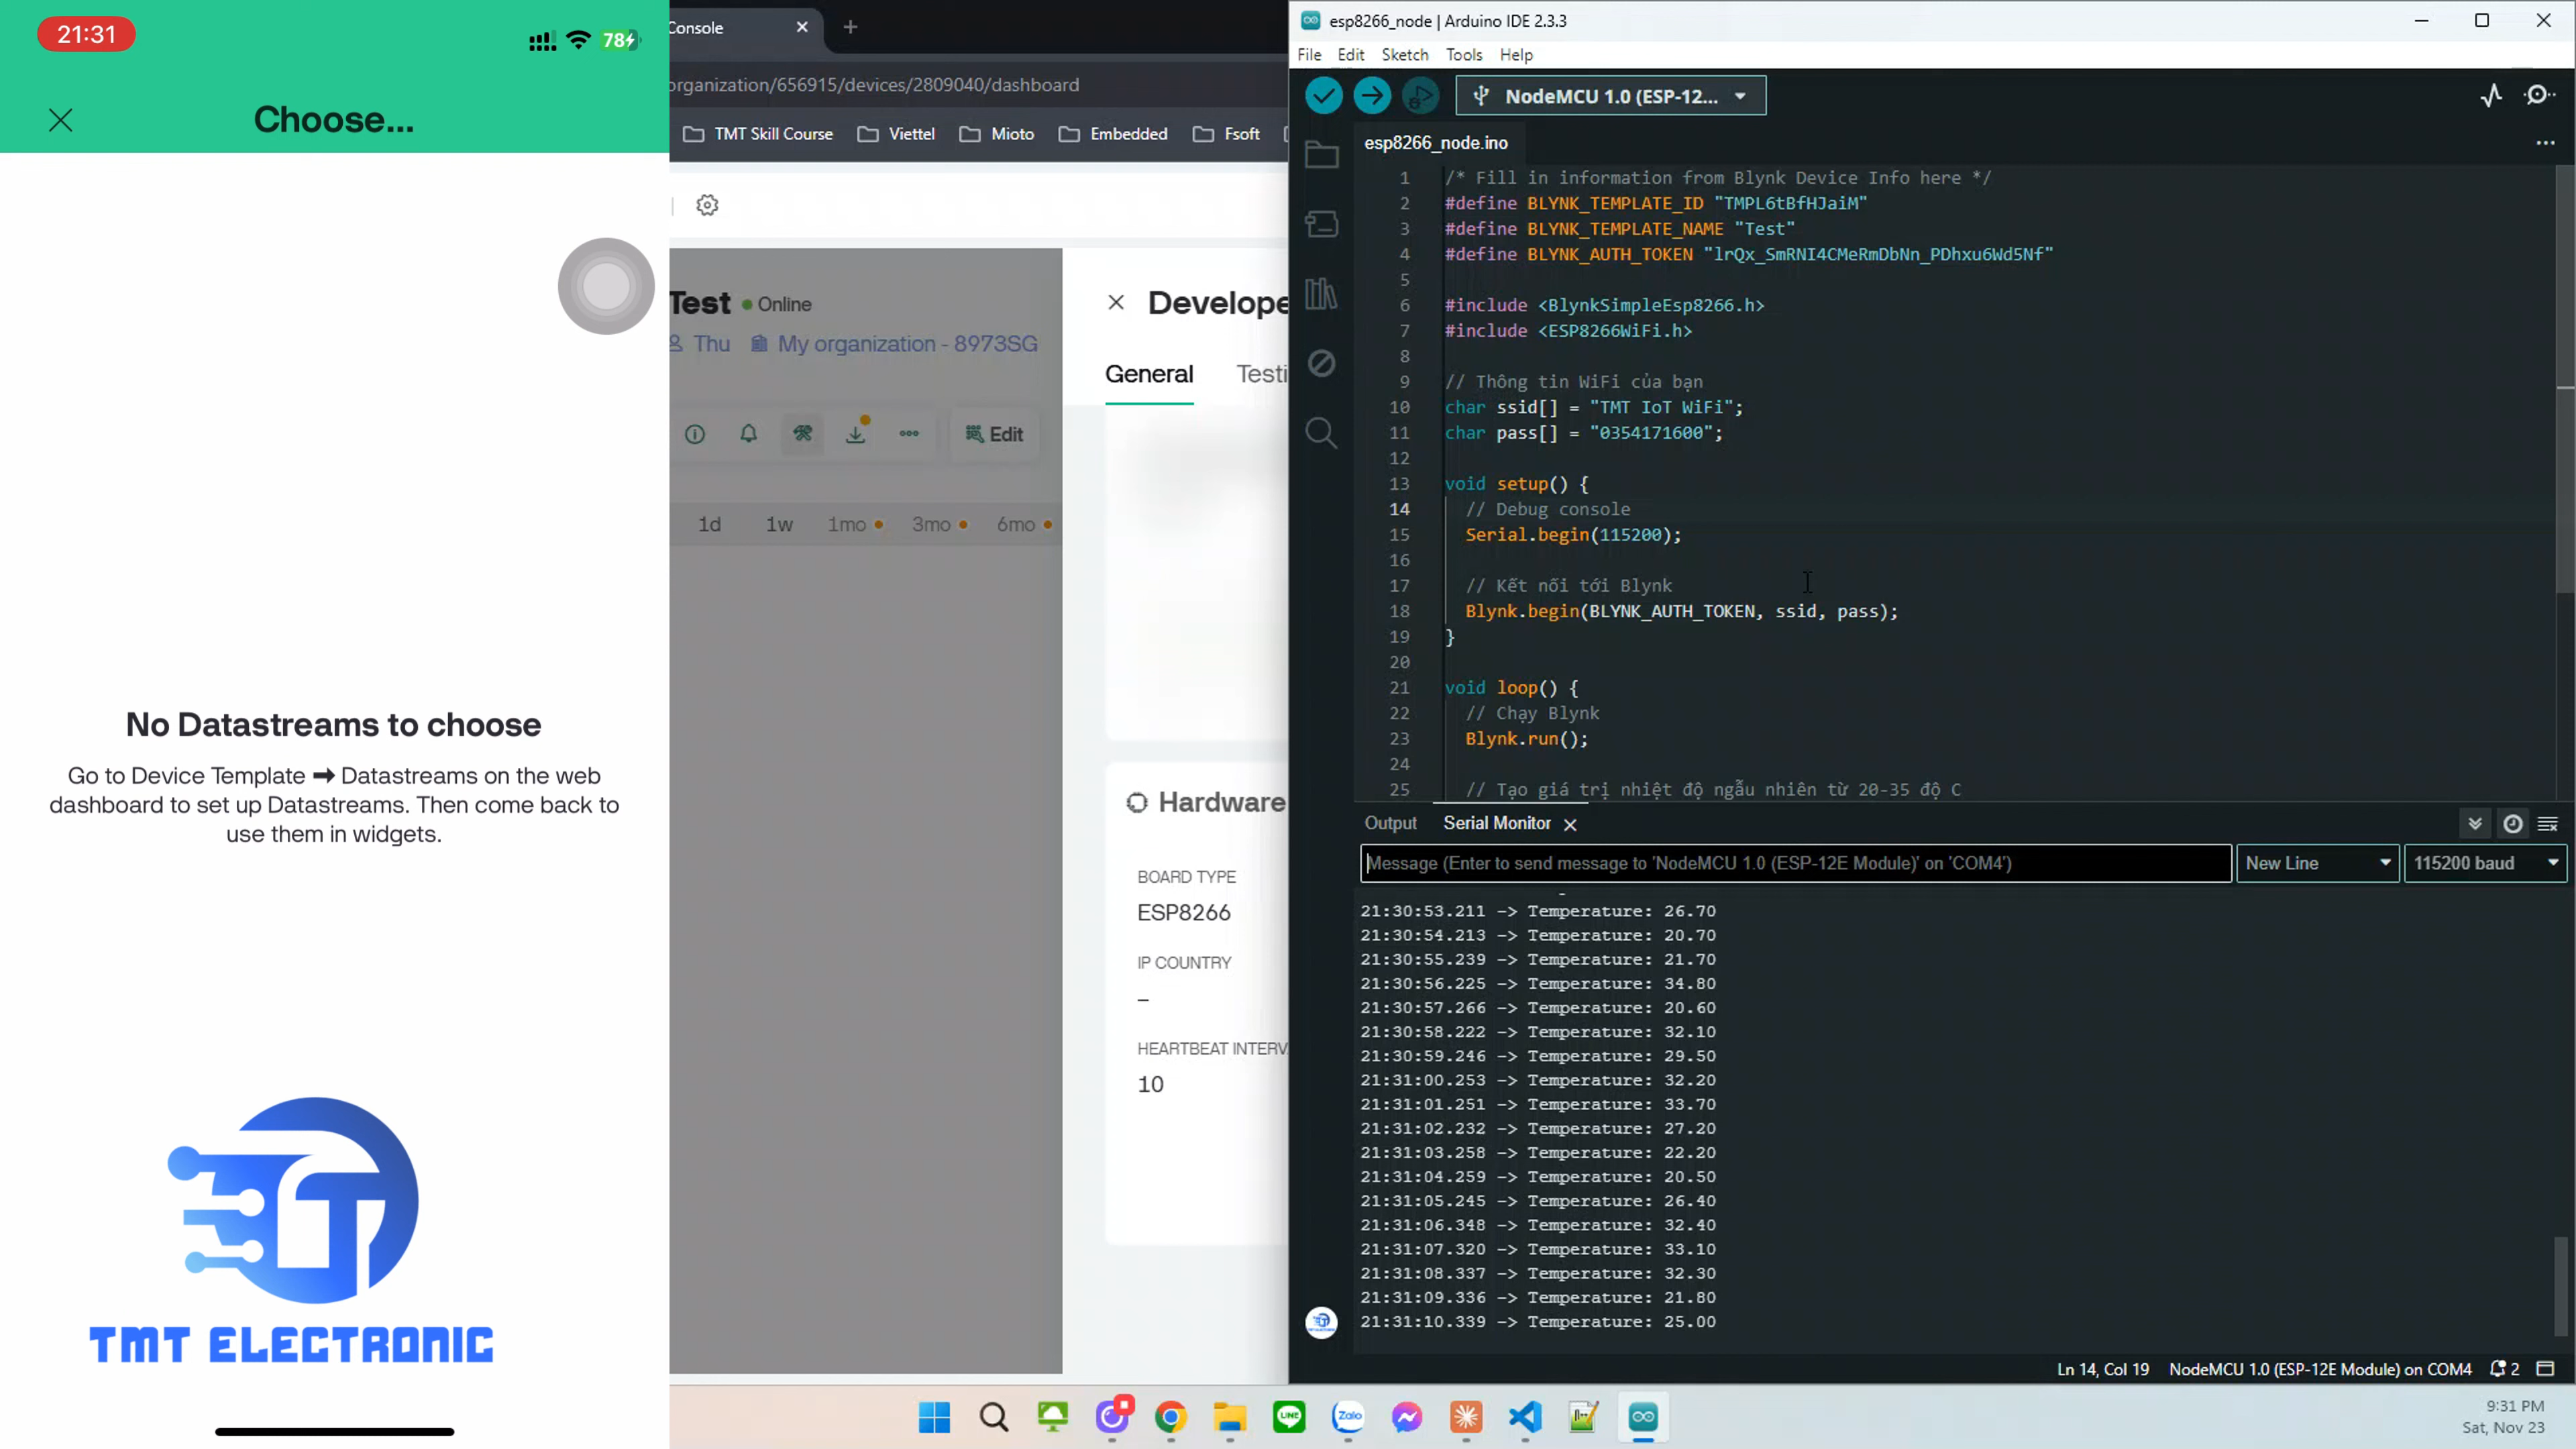 21:31
78
Choose...
No Datastreams to choose
Go to Device Template ➡ Datastreams on the web
dashboard to set up Datastreams. Then come back to
use them in widgets.
TMT ELECTRONIC
Console
organization/656915/devices/2809040/dashboard
TMT Skill Course
Viettel
Mioto
Embedded
Fsoft
Test
Online
Thu
My organization - 8973SG
Edit
1d
1w
1mo
3mo
6mo
Develope
General
Testi
Hardware
BOARD TYPE
ESP8266
IP COUNTRY
–
HEARTBEAT INTERV
10
esp8266_node | Arduino IDE 2.3.3
File Edit Sketch Tools Help
NodeMCU 1.0 (ESP-12...
esp8266_node.ino
1 /* Fill in information from Blynk Device Info here */
2 #define BLYNK_TEMPLATE_ID "TMPL6tBfHJaiM"
3 #define BLYNK_TEMPLATE_NAME "Test"
4 #define BLYNK_AUTH_TOKEN "lrQx_SmRNI4CMeRmDbNn_PDhxu6Wd5Nf"
5
6 #include <BlynkSimpleEsp8266.h>
7 #include <ESP8266WiFi.h>
8
9 // Thông tin WiFi của bạn
10 char ssid[] = "TMT IoT WiFi";
11 char pass[] = "0354171600";
12
13 void setup() {
14 // Debug console
15 Serial.begin(115200);
16
17 // Kết nối tới Blynk
18 Blynk.begin(BLYNK_AUTH_TOKEN, ssid, pass);
19 }
20
21 void loop() {
22 // Chạy Blynk
23 Blynk.run();
24
25 // Tạo giá trị nhiệt độ ngẫu nhiên từ 20-35 độ C
Output Serial Monitor
Message (Enter to send message to 'NodeMCU 1.0 (ESP-12E Module)' on 'COM4')
New Line
115200 baud
21:30:53.211 -> Temperature: 26.70
21:30:54.213 -> Temperature: 20.70
21:30:55.239 -> Temperature: 21.70
21:30:56.225 -> Temperature: 34.80
21:30:57.266 -> Temperature: 20.60
21:30:58.222 -> Temperature: 32.10
21:30:59.246 -> Temperature: 29.50
21:31:00.253 -> Temperature: 32.20
21:31:01.251 -> Temperature: 33.70
21:31:02.232 -> Temperature: 27.20
21:31:03.258 -> Temperature: 22.20
21:31:04.259 -> Temperature: 20.50
21:31:05.245 -> Temperature: 26.40
21:31:06.348 -> Temperature: 32.40
21:31:07.320 -> Temperature: 33.10
21:31:08.337 -> Temperature: 32.30
21:31:09.336 -> Temperature: 21.80
21:31:10.339 -> Temperature: 25.00
Ln 14, Col 19 NodeMCU 1.0 (ESP-12E Module) on COM4 2
LINE
Zalo
9:31 PM
Sat, Nov 23